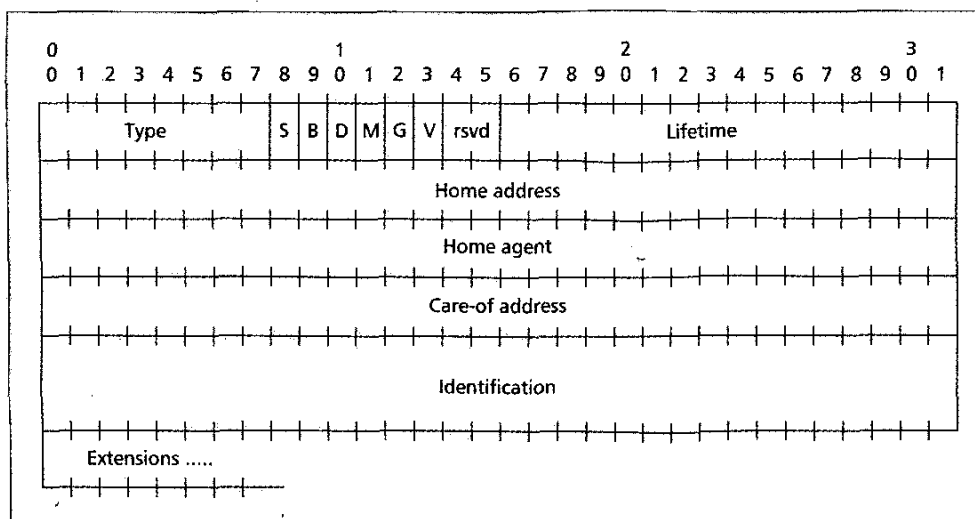 0 1 2 3
0 1 2 3 4 5 6 7 8 9 0 1 2 3 4 5 6 7 8 9 0 1 2 3 4 5 6 7 8 9 0 1
Type S B D M G V rsvd Lifetime
Home address
Home agent
Care-of address
Identification
Extensions .....